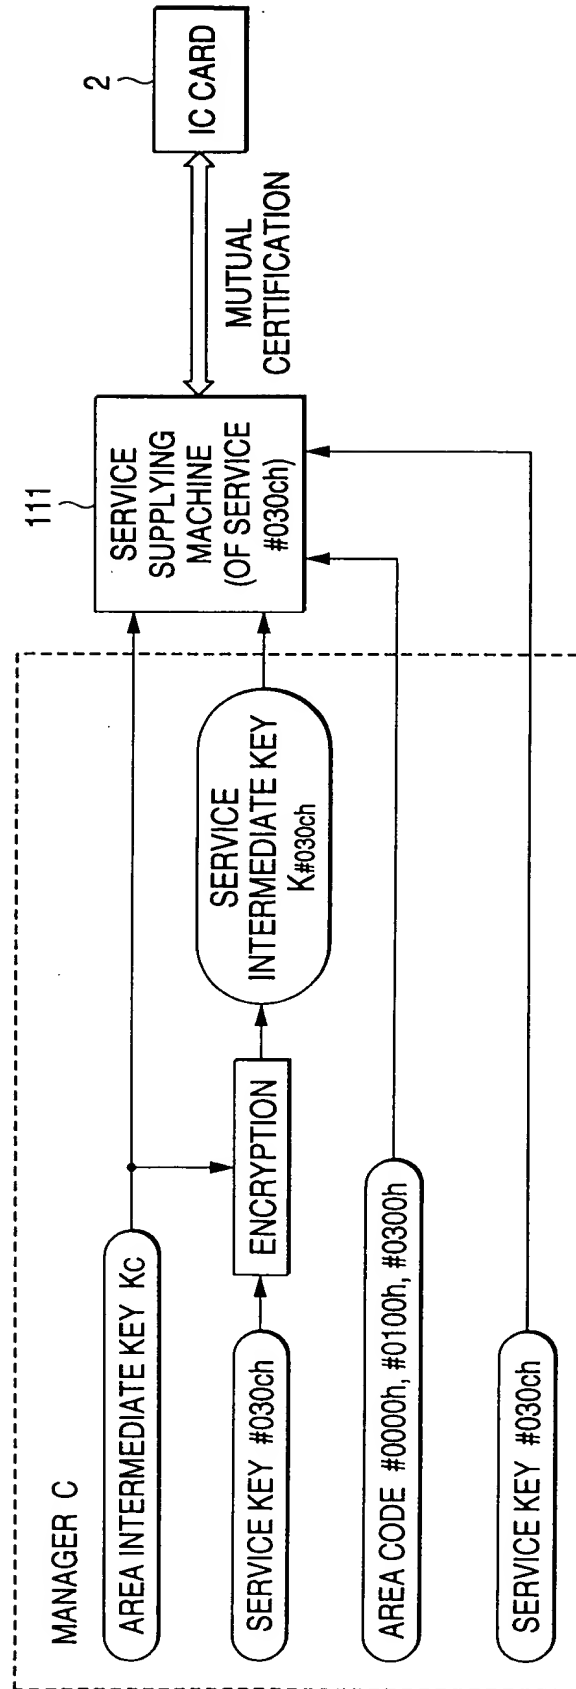 MANAGER C
AREA INTERMEDIATE KEY Kc
SERVICE KEY #030ch
ENCRYPTION
SERVICE
INTERMEDIATE KEY
K#030ch
AREA CODE #0000h, #0100h, #0300h
SERVICE KEY #030ch
111
SERVICE
SUPPLYING
MACHINE
(OF SERVICE
#030ch)
MUTUAL
CERTIFICATION
2
IC CARD